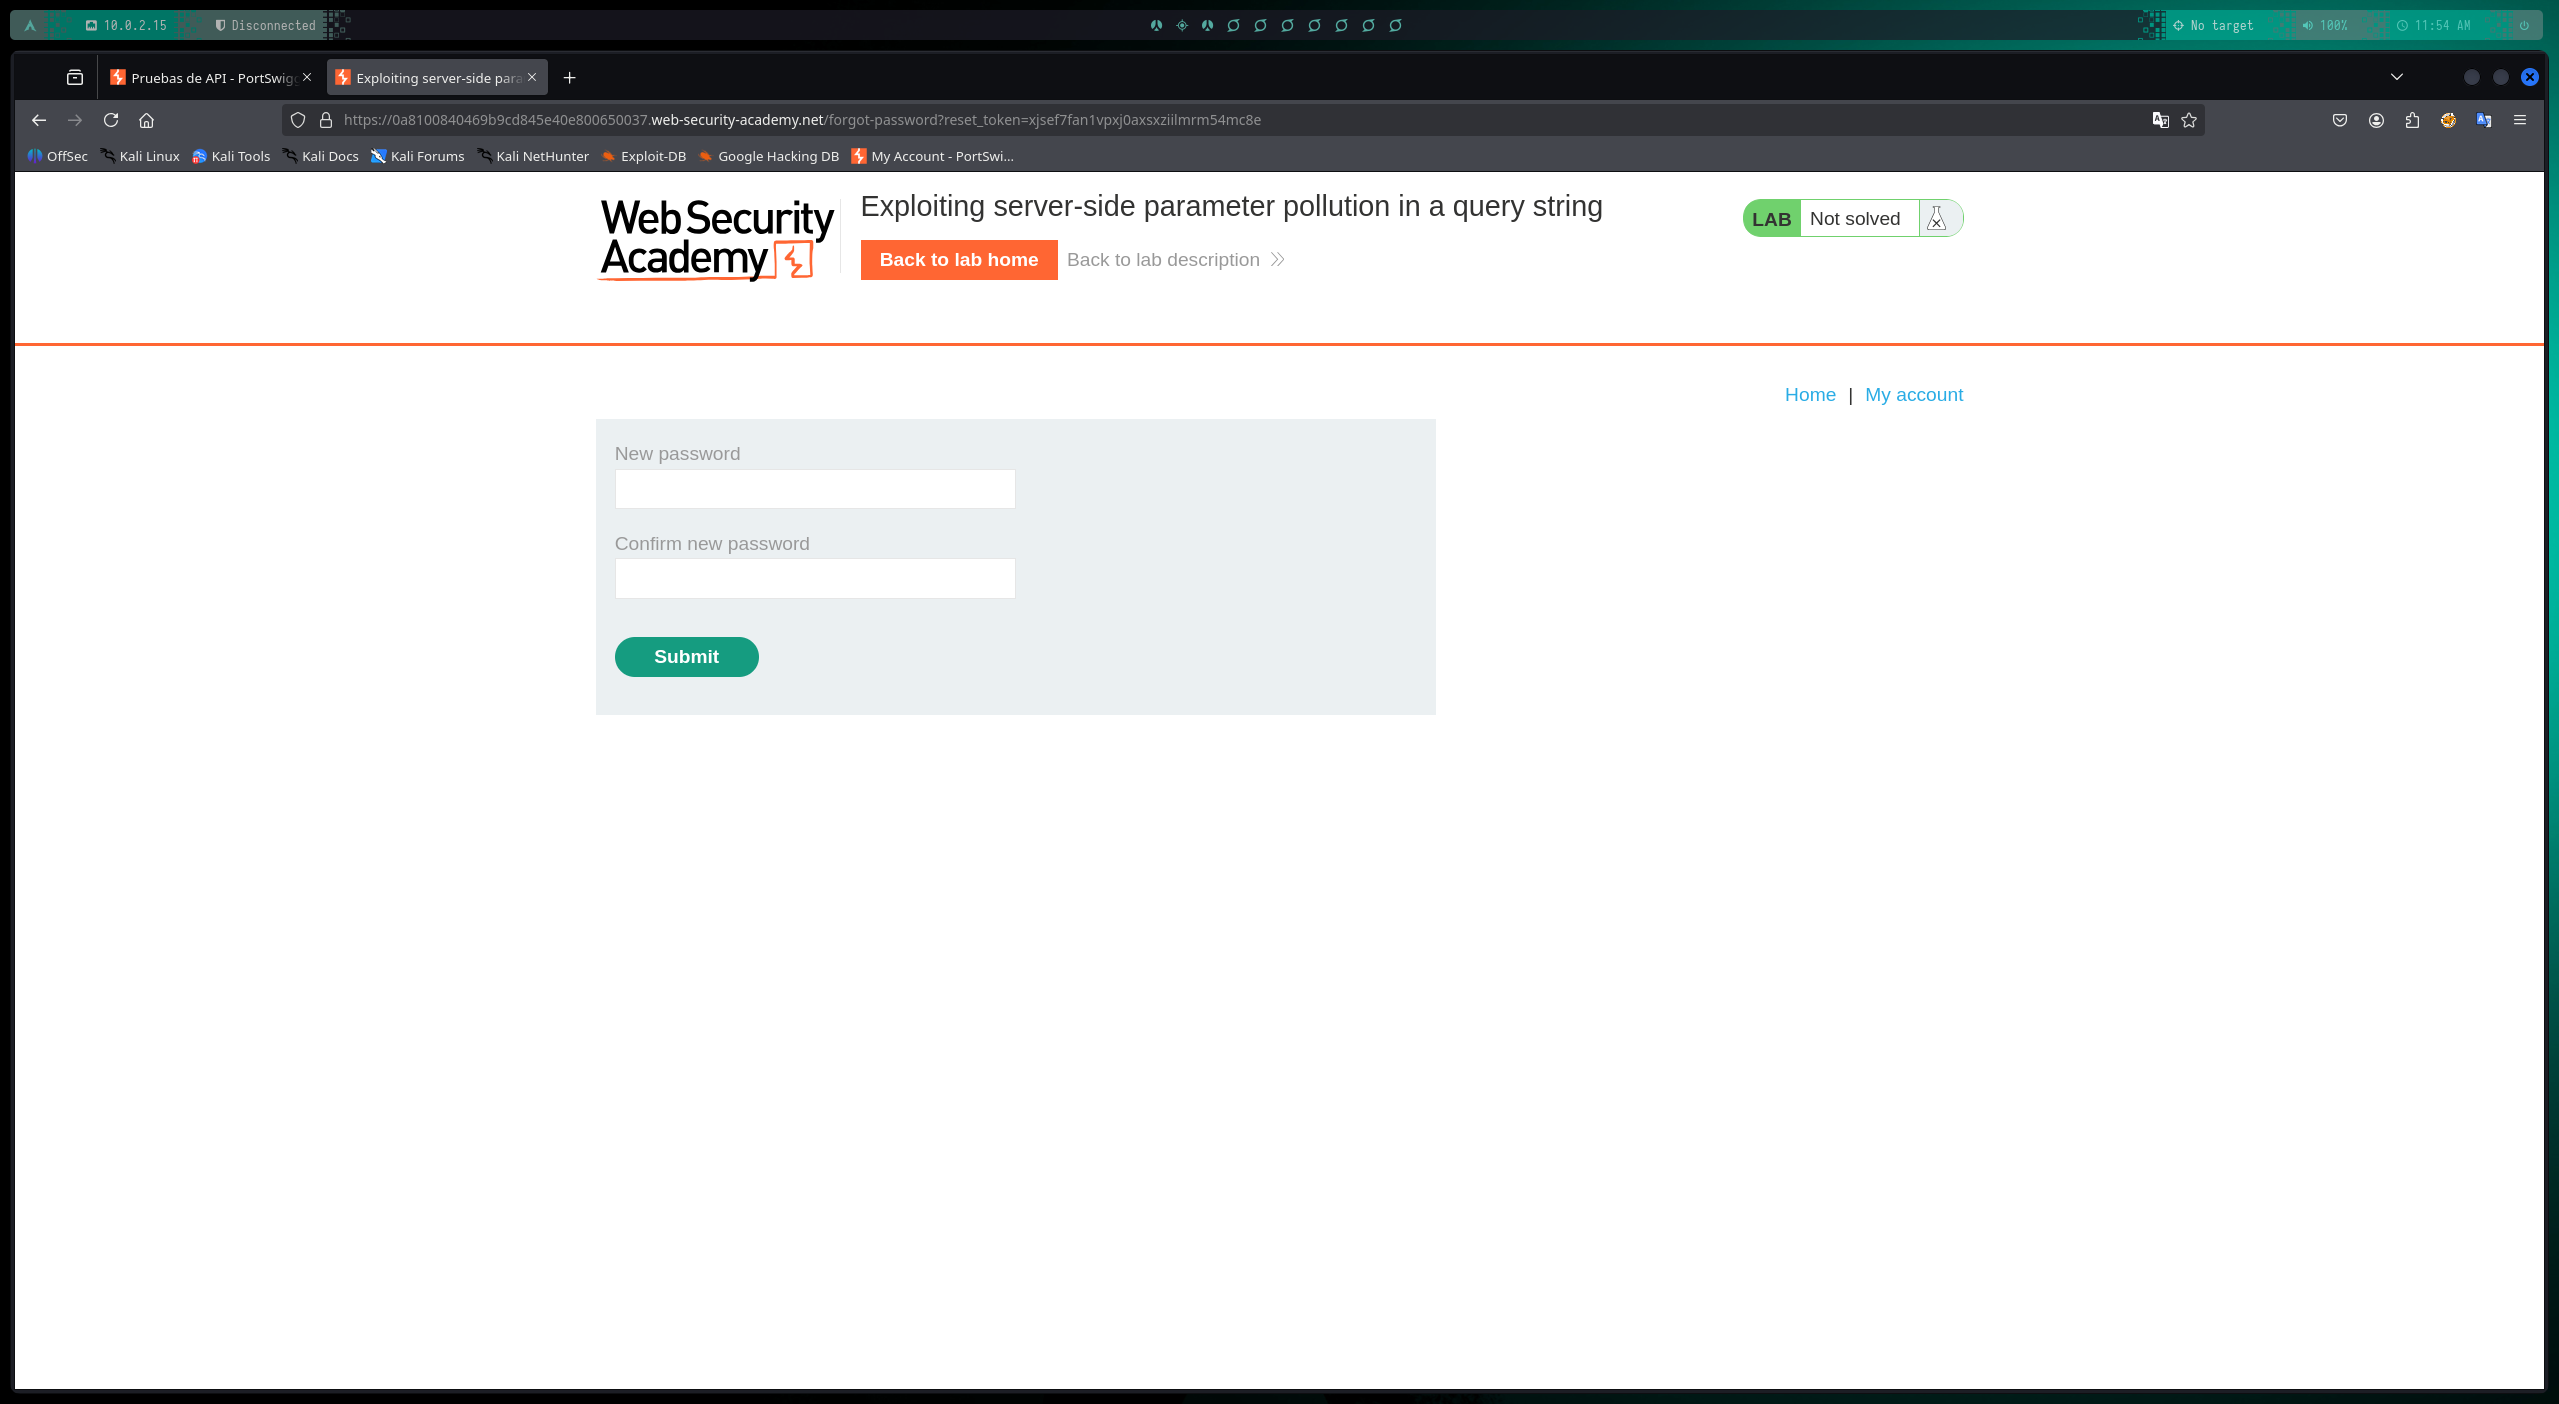 10.0.2.15 Disconnected No target 100% 11:54 AM
Pruebas de API - PortSwigg Exploiting server-side para
https://0a8100840469b9cd845e40e800650037.web-security-academy.net/forgot-password?reset_token=xjsef7fan1vpxj0axsxziilmrm54mc8e
OffSec Kali Linux Kali Tools Kali Docs Kali Forums Kali NetHunter Exploit-DB Google Hacking DB My Account - PortSwi...
Web Security
Academy
Exploiting server-side parameter pollution in a query string
Back to lab home Back to lab description
LAB Not solved
Home | My account
New password
Confirm new password
Submit